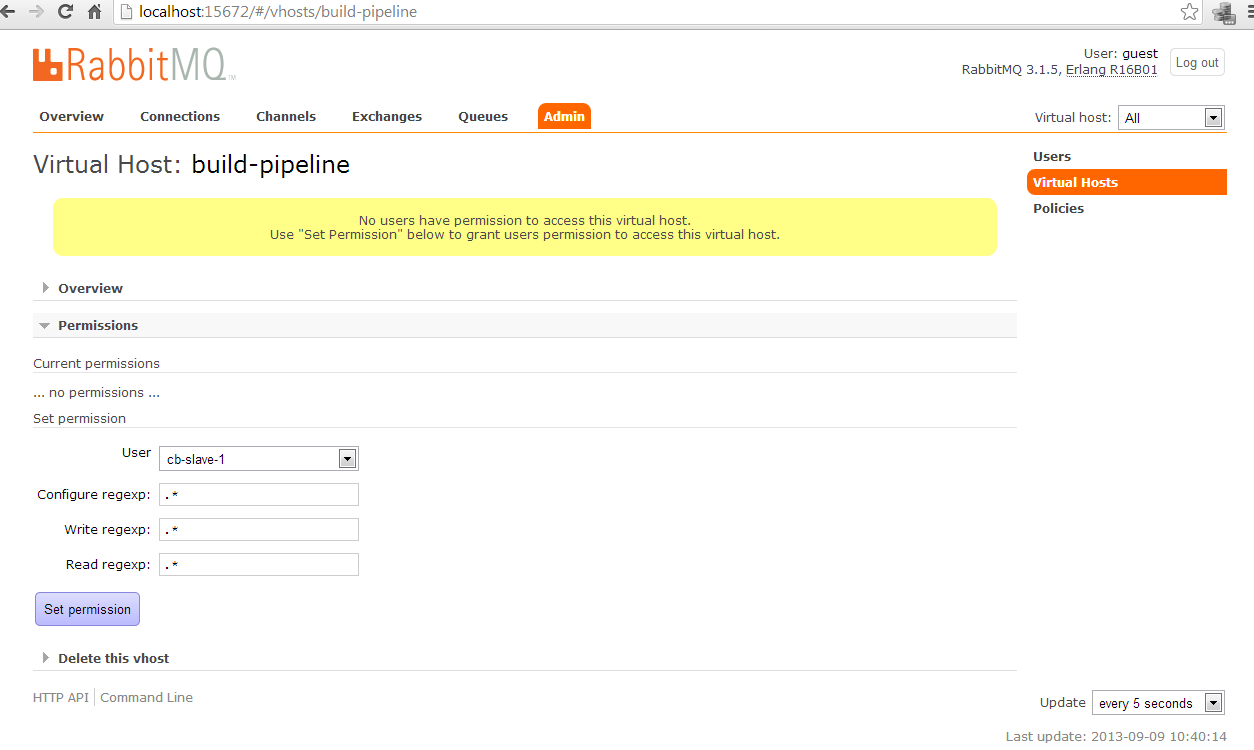 localhost:15672/#/vhosts/build-pipeline
RabbitMQ™
User: guest
RabbitMQ 3.1.5, Erlang R16B01
Log out
Overview Connections Channels Exchanges Queues Admin
Virtual host: All
Virtual Host: build-pipeline
Users
Virtual Hosts
Policies
No users have permission to access this virtual host.
Use "Set Permission" below to grant users permission to access this virtual host.
Overview
Permissions
Current permissions
... no permissions ...
Set permission
User cb-slave-1
Configure regexp: .*
Write regexp: .*
Read regexp: .*
Set permission
Delete this vhost
HTTP API Command Line
Update every 5 seconds
Last update: 2013-09-09 10:40:14